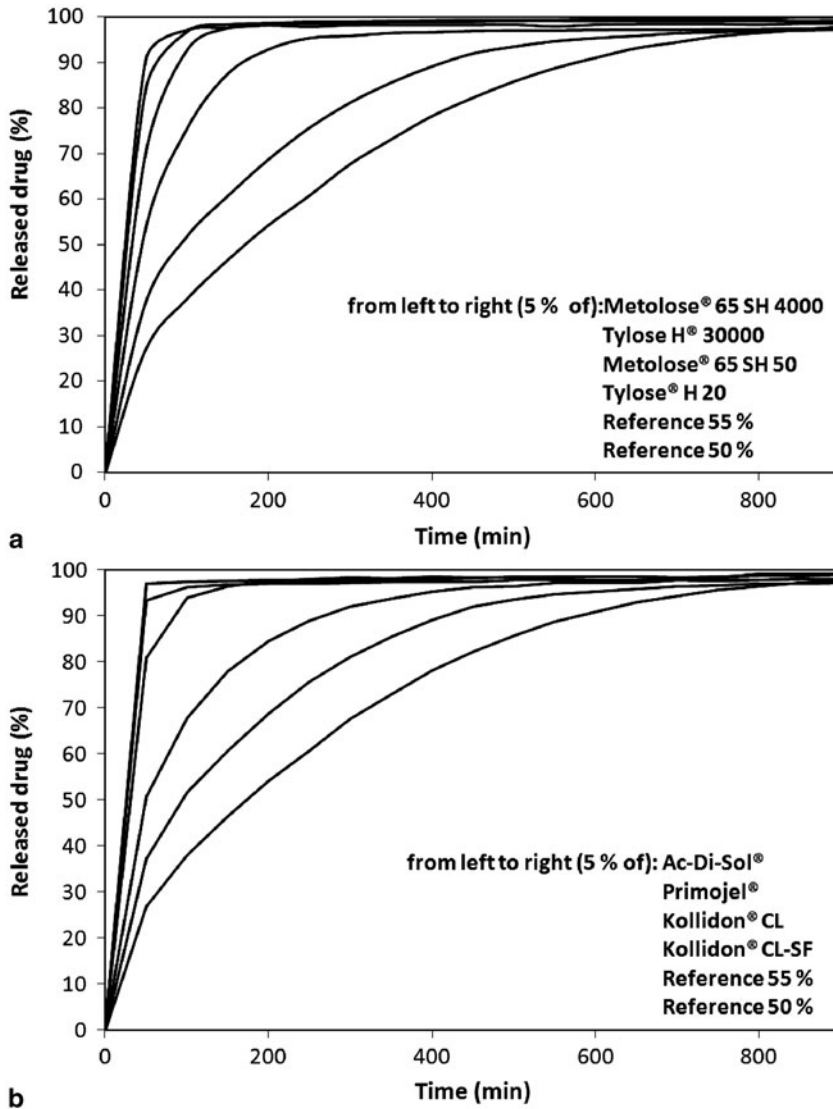 100
90
80
70
60
50
40
30
20
10
0
Released drug (%)
from left to right (5 % of):Metolose® 65 SH 4000
Tylose H® 30000
Metolose® 65 SH 50
Tylose® H 20
Reference 55 %
Reference 50 %
0 200 400 600 800
Time (min)
a
100
90
80
70
60
50
40
30
20
10
0
Released drug (%)
from left to right (5 % of): Ac-Di-Sol®
Primojel®
Kollidon® CL
Kollidon® CL-SF
Reference 55 %
Reference 50 %
0 200 400 600 800
Time (min)
b